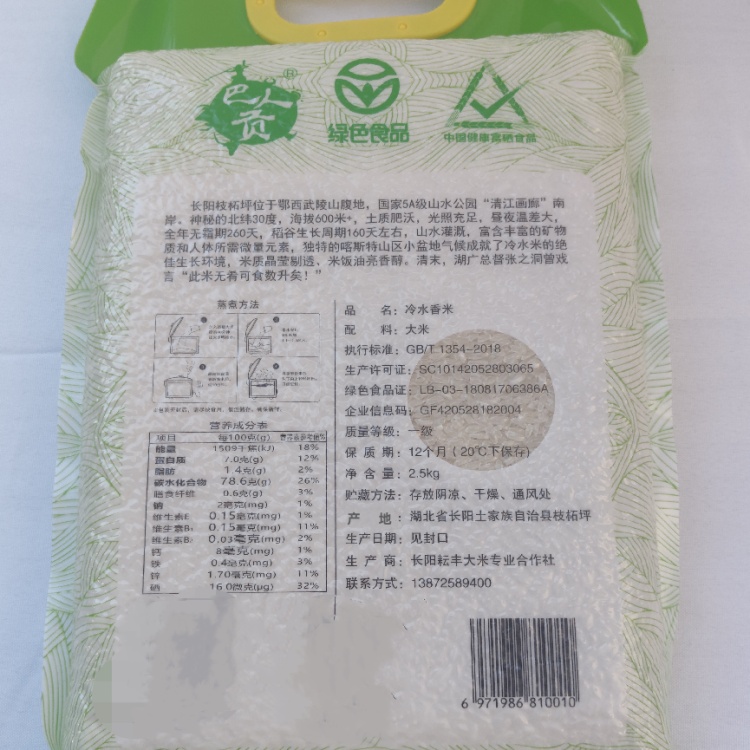 巴人贡®
绿色食品
中国健康富硒食品
长阳枝柘坪位于鄂西武陵山腹地，国家5A级山水公园“清江画廊”南
岸、神秘的北纬30度，海拔600米+，土质肥沃，光照充足，昼夜温差大，
全年无霜期260天，稻谷生长周期160天左右，山水灌溉，富含丰富的矿物
质和人体所需微量元素，独特的喀斯特山区小盆地气候成就了冷水米的绝
佳生长环境，米质晶莹剔透、米饭油亮香醇。清末，湖广总督张之洞曾戏
言“此米无肴可食数升矣！”
蒸煮方法
营养成分表
项目 每100克(g) 营养素参考值%
能量 1509千焦(kJ) 18%
蛋白质 7.0克(g) 12%
脂肪 1.4克(g) 2%
碳水化合物 78.6克(g) 26%
膳食纤维 0.6克(g) 3%
钠 2毫克(mg) 1%
维生素E 0.15毫克(mg) 1%
维生素B₁ 0.15毫克(mg) 11%
维生素B₂ 0.03毫克(mg) 2%
钙 8毫克(mg) 1%
铁 0.4毫克(mg) 3%
锌 1.70毫克(mg) 11%
硒 16.0微克(μg) 32%
品 名：冷水香米
配 料：大米
执行标准：GB/T 1354-2018
生产许可证：SC10142052803065
绿色食品证：LB-03-18081706386A
企业信息码：GF420528182004
质量等级：一级
保 质 期：12个月（20℃下保存）
净 含 量：2.5kg
贮藏方法：存放阴凉、干燥、通风处
产 地：湖北省长阳土家族自治县枝柘坪
生产日期：见封口
生 产 商：长阳耘丰大米专业合作社
联系方式：13872589400
6 971986 810010